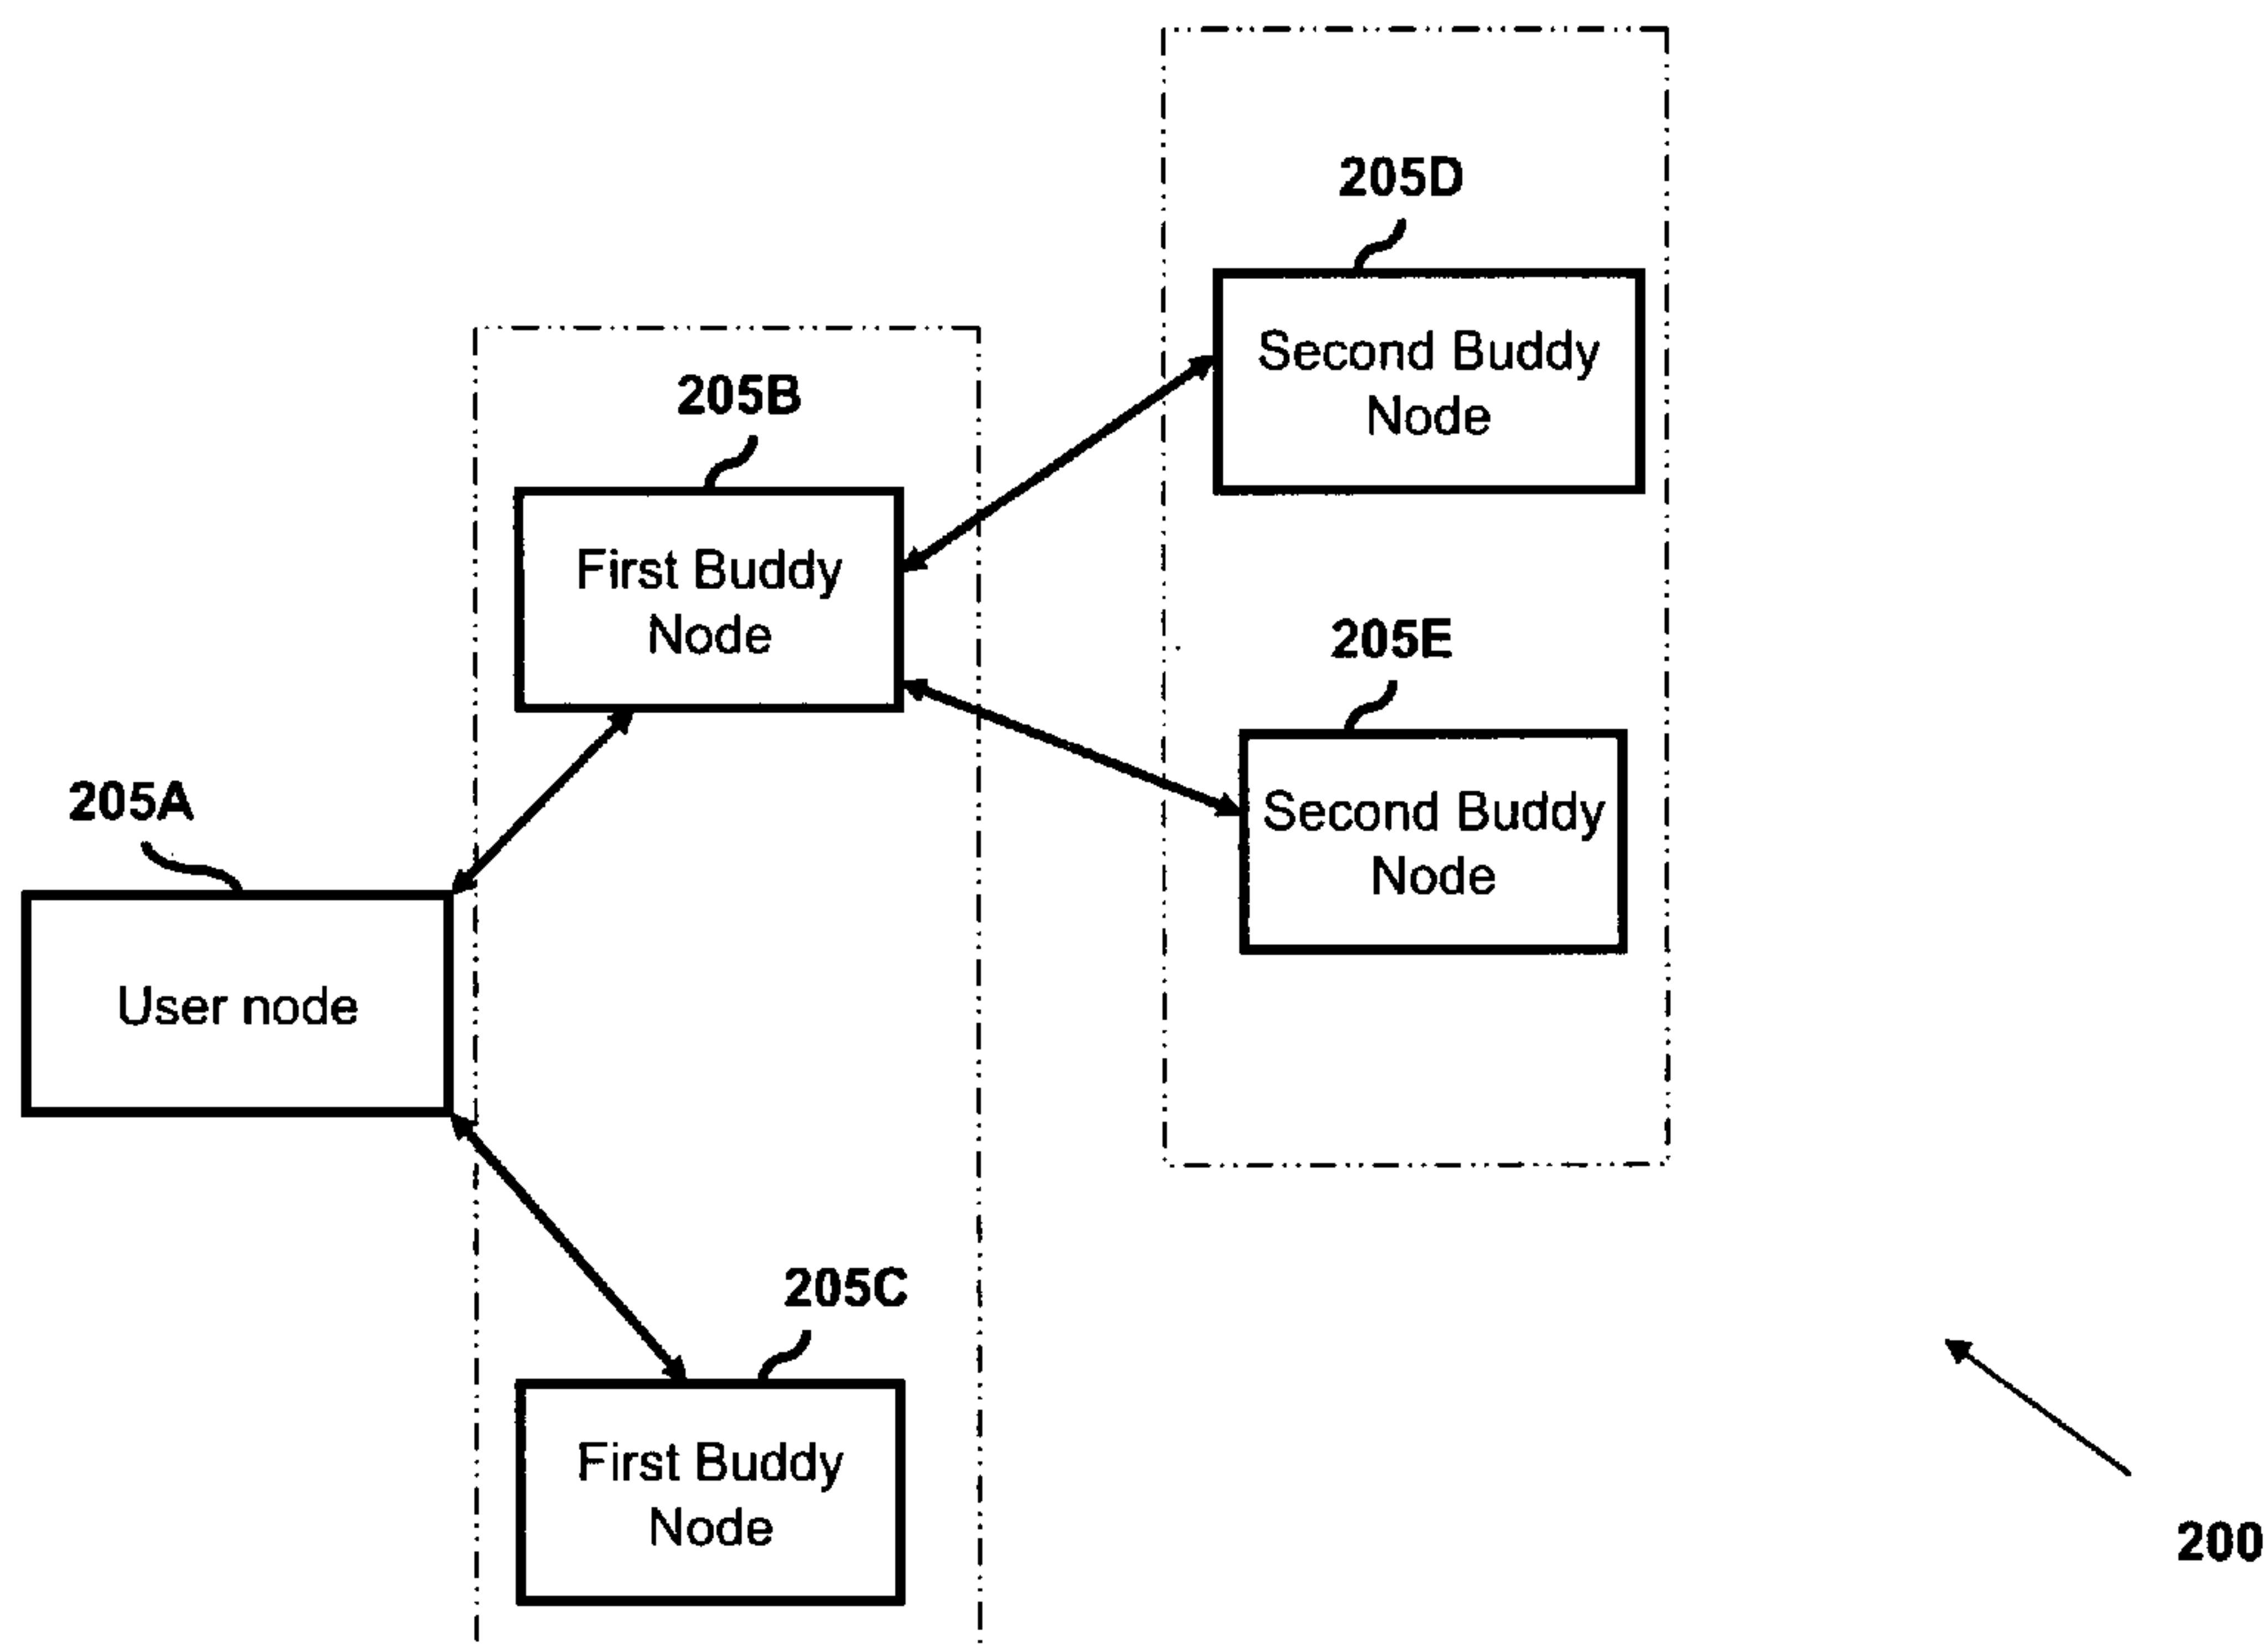 205D
Second Buddy
Node
205B
First Buddy
Node
205E
Second Buddy
Node
205A
User node
205C
First Buddy
Node
200